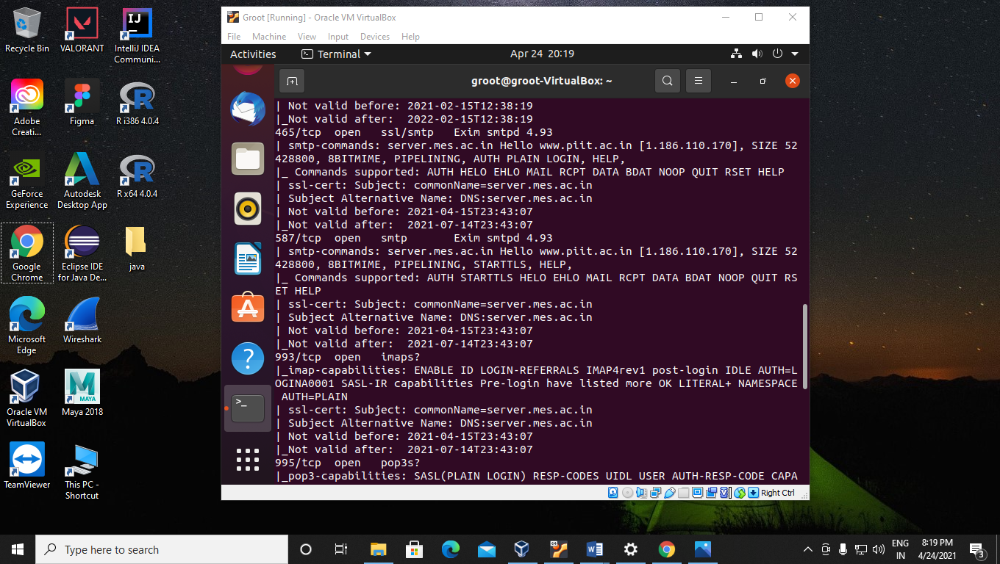 Recycle Bin
VALORANT
IntelliJ IDEA
Communi...
Adobe
Creati...
Figma
R i386 4.0.4
GeForce
Experience
Autodesk
Desktop App
R x64 4.0.4
Google
Chrome
Eclipse IDE
for Java De...
java
Microsoft
Edge
Wireshark
Oracle VM
VirtualBox
Maya 2018
TeamViewer
This PC -
Shortcut
Groot [Running] - Oracle VM VirtualBox
File Machine View Input Devices Help
Activities Terminal Apr 24 20:19
groot@groot-VirtualBox: ~
| Not valid before: 2021-02-15T12:38:19
|_Not valid after:  2022-02-15T12:38:19
465/tcp  open   ssl/smtp   Exim smtpd 4.93
| smtp-commands: server.mes.ac.in Hello www.piit.ac.in [1.186.110.170], SIZE 52
428800, 8BITMIME, PIPELINING, AUTH PLAIN LOGIN, HELP,
|_ Commands supported: AUTH HELO EHLO MAIL RCPT DATA BDAT NOOP QUIT RSET HELP
| ssl-cert: Subject: commonName=server.mes.ac.in
| Subject Alternative Name: DNS:server.mes.ac.in
| Not valid before: 2021-04-15T23:43:07
|_Not valid after:  2021-07-14T23:43:07
587/tcp  open   smtp       Exim smtpd 4.93
| smtp-commands: server.mes.ac.in Hello www.piit.ac.in [1.186.110.170], SIZE 52
428800, 8BITMIME, PIPELINING, STARTTLS, HELP,
|_ Commands supported: AUTH STARTTLS HELO EHLO MAIL RCPT DATA BDAT NOOP QUIT RS
ET HELP
| ssl-cert: Subject: commonName=server.mes.ac.in
| Subject Alternative Name: DNS:server.mes.ac.in
| Not valid before: 2021-04-15T23:43:07
|_Not valid after:  2021-07-14T23:43:07
993/tcp  open   imaps?
|_imap-capabilities: ENABLE ID LOGIN-REFERRALS IMAP4rev1 post-login IDLE AUTH=L
OGINA0001 SASL-IR capabilities Pre-login have listed more OK LITERAL+ NAMESPACE
 AUTH=PLAIN
| ssl-cert: Subject: commonName=server.mes.ac.in
| Subject Alternative Name: DNS:server.mes.ac.in
| Not valid before: 2021-04-15T23:43:07
|_Not valid after:  2021-07-14T23:43:07
995/tcp  open   pop3s?
|_pop3-capabilities: SASL(PLAIN LOGIN) RESP-CODES UIDL USER AUTH-RESP-CODE CAPA
Right Ctrl
Type here to search
ENG
IN
8:19 PM
4/24/2021
3